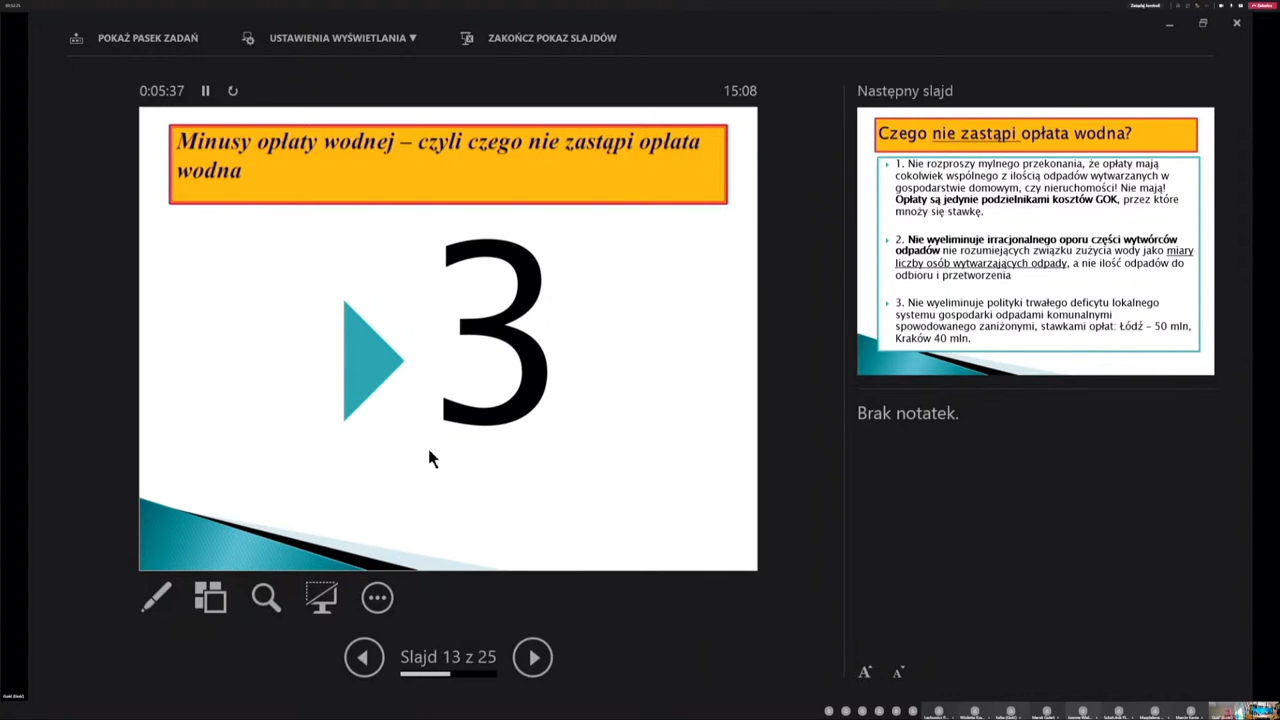 Zarządaj kontroli
POKAŻ PASEK ZADAŃ
USTAWIENIA WYŚWIETLANIA ▼
ZAKOŃCZ POKAZ SLAJDÓW
0:05:37
15:08
Minusy opłaty wodnej – czyli czego nie zastąpi opłata
wodna
3
Następny slajd
Czego nie zastąpi opłata wodna?
1. Nie rozproszy mylnego przekonania, że opłaty mają
cokolwiek wspólnego z ilością odpadów wytwarzanych w
gospodarstwie domowym, czy nieruchomości! Nie mają!
Opłaty są jedynie podzielnikami kosztów GOK, przez które
mnoży się stawkę.
2. Nie wyeliminuje irracjonalnego oporu części wytwórców
odpadów nie rozumiejących związku zużycia wody jako miary
liczby osób wytwarzających odpady, a nie ilość odpadów do
odbioru i przetworzenia
3. Nie wyeliminuje polityki trwałego deficytu lokalnego
systemu gospodarki odpadami komunalnymi
spowodowanego zaniżonymi, stawkami opłat: Łódź – 50 mln,
Kraków 40 mln.
Brak notatek.
Slajd 13 z 25